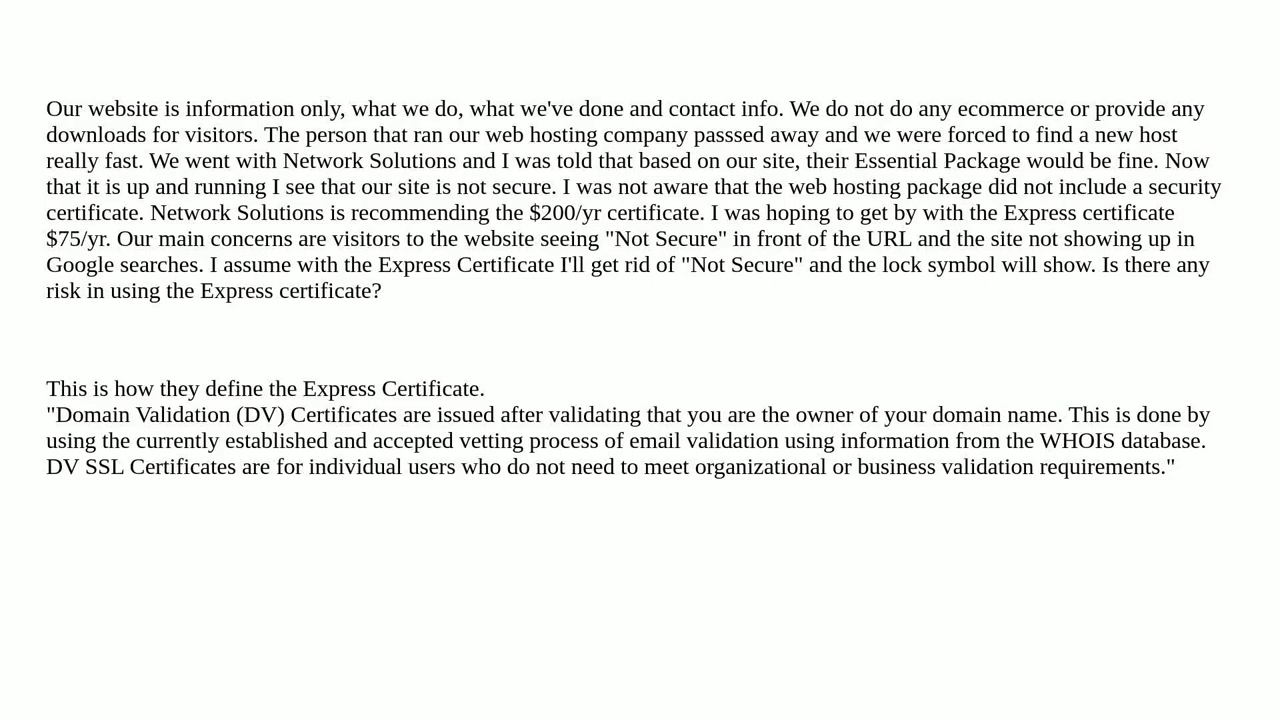 Our website is information only, what we do, what we've done and contact info. We do not do any ecommerce or provide any
downloads for visitors. The person that ran our web hosting company passsed away and we were forced to find a new host
really fast. We went with Network Solutions and I was told that based on our site, their Essential Package would be fine. Now
that it is up and running I see that our site is not secure. I was not aware that the web hosting package did not include a security
certificate. Network Solutions is recommending the $200/yr certificate. I was hoping to get by with the Express certificate
$75/yr. Our main concerns are visitors to the website seeing "Not Secure" in front of the URL and the site not showing up in
Google searches. I assume with the Express Certificate I'll get rid of "Not Secure" and the lock symbol will show. Is there any
risk in using the Express certificate?
This is how they define the Express Certificate.
"Domain Validation (DV) Certificates are issued after validating that you are the owner of your domain name. This is done by
using the currently established and accepted vetting process of email validation using information from the WHOIS database.
DV SSL Certificates are for individual users who do not need to meet organizational or business validation requirements."